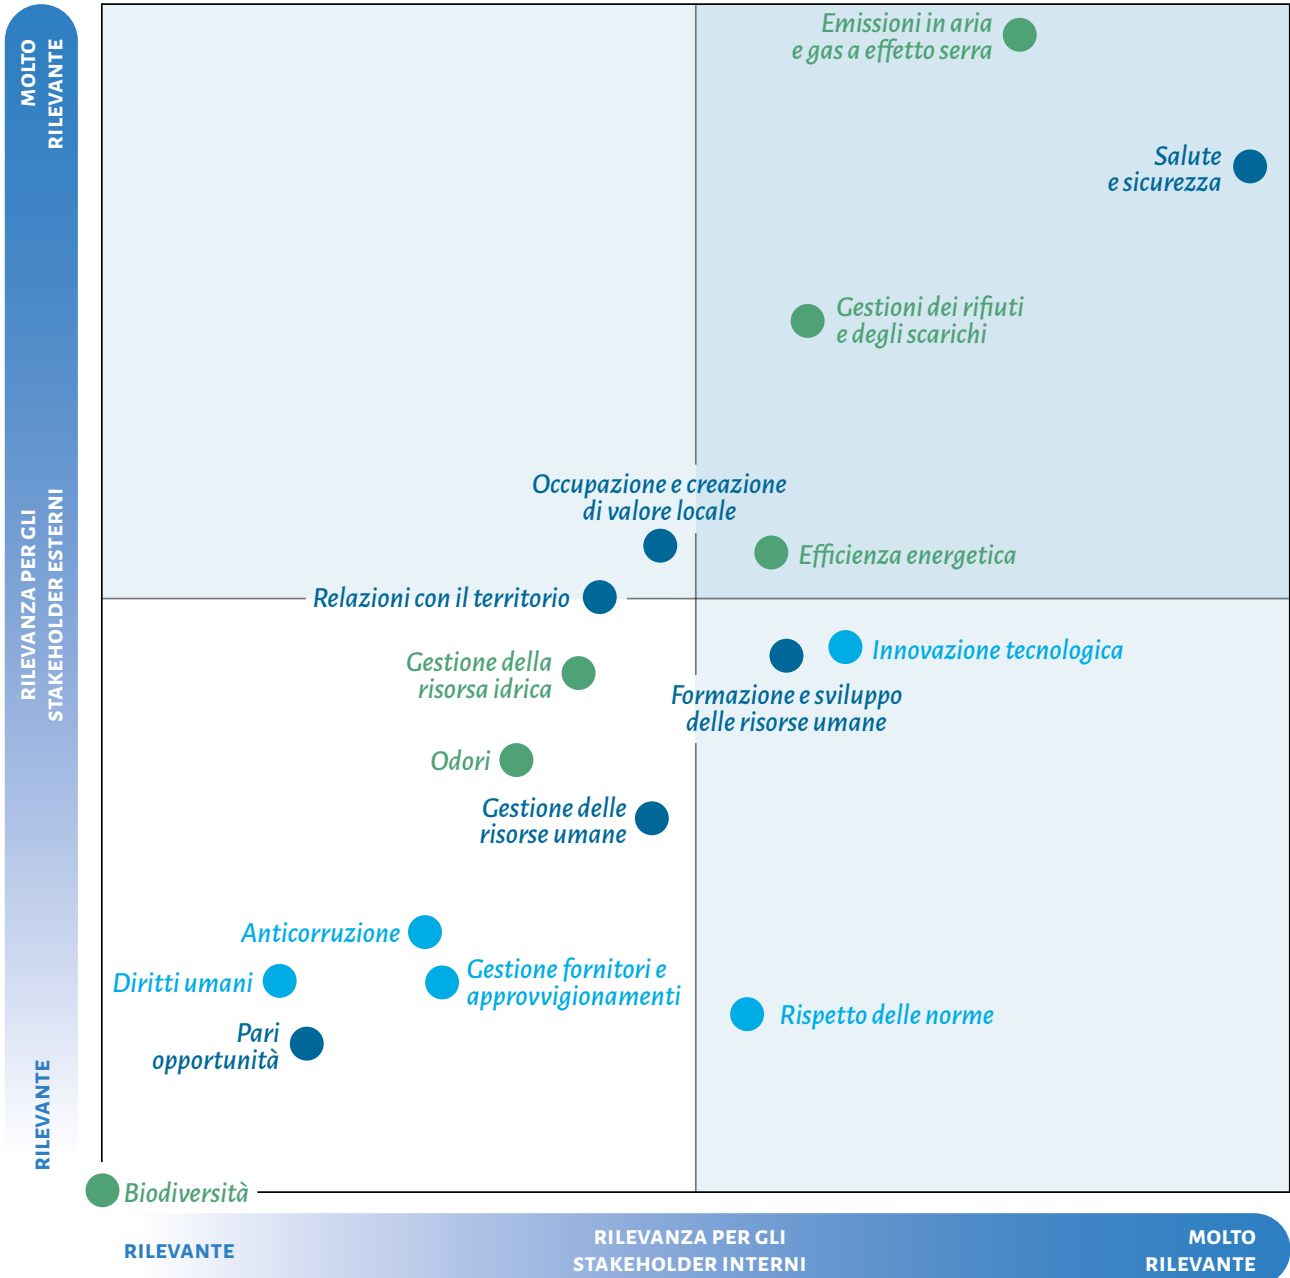 MOLTO
RILEVANTE
RILEVANZA PER GLI
STAKEHOLDER ESTERNI
RILEVANTE
Emissioni in aria
e gas a effetto serra
Salute
e sicurezza
Gestioni dei rifiuti
e degli scarichi
Occupazione e creazione
di valore locale
Efficienza energetica
Relazioni con il territorio
Innovazione tecnologica
Gestione della
risorsa idrica
Formazione e sviluppo
delle risorse umane
Odori
Gestione delle
risorse umane
Anticorruzione
Diritti umani
Gestione fornitori e
approvvigionamenti
Rispetto delle norme
Pari
opportunità
Biodiversità
RILEVANTE
RILEVANZA PER GLI
STAKEHOLDER INTERNI
MOLTO
RILEVANTE